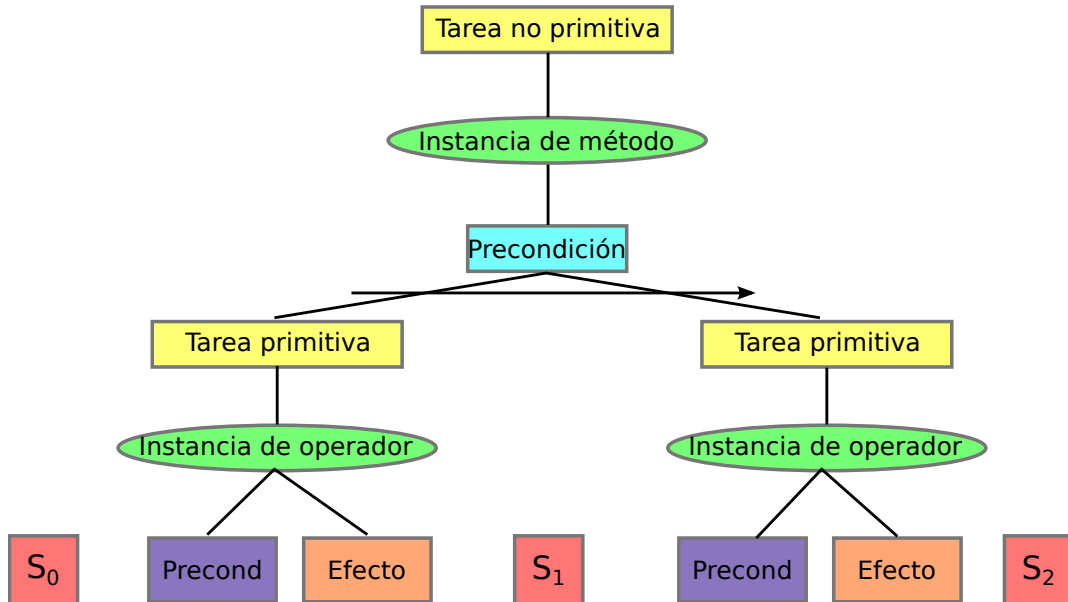 Tarea no primitiva
Instancia de método
Precondición
Tarea primitiva
Tarea primitiva
Instancia de operador
Instancia de operador
S0
Precond
Efecto
S1
Precond
Efecto
S2